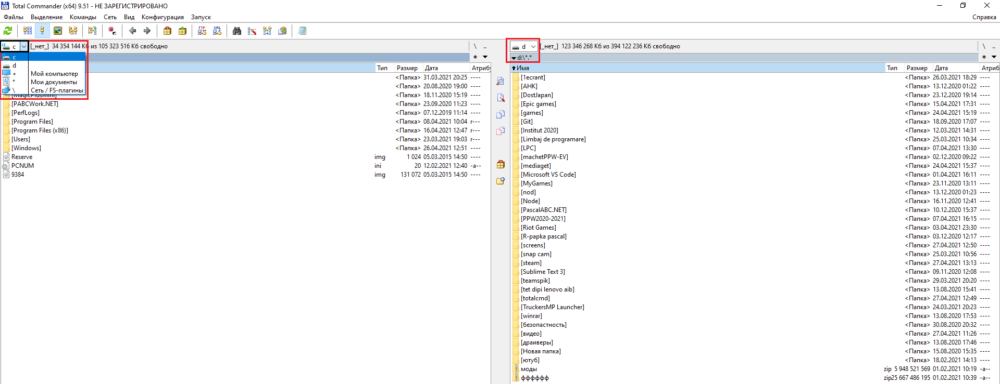 Total Commander (x64) 9.51 - НЕ ЗАРЕГИСТРИРОВАНО
Файлы Выделение Команды Сеть Вид Конфигурация Запуск Справка
FTP URL
c [_нет_] 34 354 144 Кб из 105 323 516 Кб свободно \ ..
c
d
+ Мой компьютер
* Мои документы
\ Сеть / FS-плагины
* 
Тип Размер Дата Атрибу
<Папка> 31.03.2021 20:25 ----
<Папка> 20.08.2020 19:00 ----
[MagicPlusMini] <Папка> 18.11.2020 15:19 ----
[PABCWork.NET] <Папка> 23.09.2020 11:23 ----
[PerfLogs] <Папка> 07.12.2019 11:14 ----
[Program Files] <Папка> 08.04.2021 10:04 r---
[Program Files (x86)] <Папка> 16.04.2021 12:47 r---
[Users] <Папка> 23.03.2021 19:03 r---
[Windows] <Папка> 26.04.2021 12:51 ----
Reserve img 1 024 05.03.2015 14:50 ----
PCNUM ini 20 12.02.2021 12:40 -a--
9384 img 131 072 05.03.2015 14:50 ----
d [_нет_] 123 346 268 Кб из 394 122 236 Кб свободно \ ..
d:\*.* *
Имя Тип Размер Дата Атриб
[1ecrant] <Папка> 26.03.2021 18:29 ----
[AHK] <Папка> 13.12.2020 01:22 ----
[DostJapan] <Папка> 23.12.2020 19:14 ----
[Epic games] <Папка> 15.04.2021 17:31 ----
[games] <Папка> 24.04.2021 15:19 ----
[Git] <Папка> 18.09.2020 17:07 ----
[Institut 2020] <Папка> 12.03.2021 14:31 ----
[Limbaj de programare] <Папка> 25.03.2021 10:34 ----
[LPC] <Папка> 07.04.2021 13:30 ----
[machetPPW-EV] <Папка> 02.12.2020 09:22 ----
[mediaget] <Папка> 24.04.2021 15:37 ----
[Microsoft VS Code] <Папка> 01.04.2021 16:11 ----
[MyGames] <Папка> 23.11.2020 13:11 ----
[nod] <Папка> 13.12.2020 01:23 ----
[Node] <Папка> 16.11.2020 12:41 ----
[PascalABC.NET] <Папка> 10.12.2020 15:37 ----
[PPW2020-2021] <Папка> 07.04.2021 16:15 ----
[Riot Games] <Папка> 03.04.2021 23:30 ----
[R-papka pascal] <Папка> 03.12.2020 12:17 ----
[screens] <Папка> 27.04.2021 12:50 ----
[snap cam] <Папка> 25.03.2021 10:56 ----
[steam] <Папка> 27.04.2021 13:13 ----
[Sublime Text 3] <Папка> 09.11.2020 12:08 ----
[teamspik] <Папка> 29.03.2021 20:20 ----
[tet dipi lenovo aib] <Папка> 13.08.2020 15:41 ----
[totalcmd] <Папка> 27.04.2021 12:49 ----
[TruckersMP Launcher] <Папка> 24.03.2021 20:23 ----
[winrar] <Папка> 13.08.2020 17:53 ----
[безопастность] <Папка> 30.08.2020 20:32 ----
[видео] <Папка> 27.04.2021 11:26 ----
[драиверы] <Папка> 13.08.2020 17:46 ----
[Новая папка] <Папка> 15.08.2020 15:35 ----
[ютуб] <Папка> 18.02.2021 14:13 ----
моды zip 5 948 521 569 01.02.2021 10:19 -a--
фффффф zip 25 667 486 195 01.02.2021 10:39 -a--